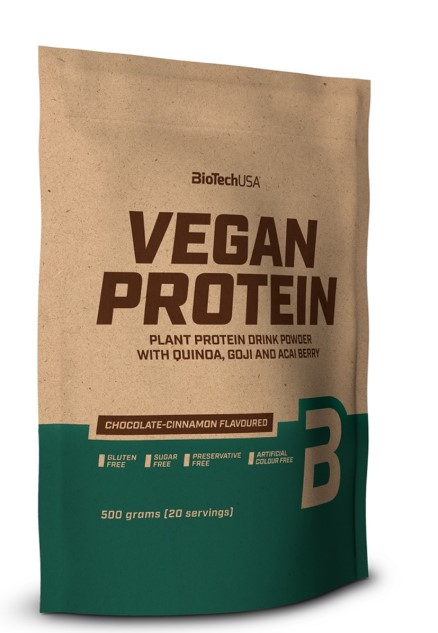 BioTechUSA
VEGAN
PROTEIN
PLANT PROTEIN DRINK POWDER
WITH QUINOA, GOJI AND ACAI BERRY
CHOCOLATE-CINNAMON FLAVOURED
GLUTEN
FREE
SUGAR
FREE
PRESERVATIVE
FREE
ARTIFICIAL
COLOUR FREE
B
500 grams (20 servings)